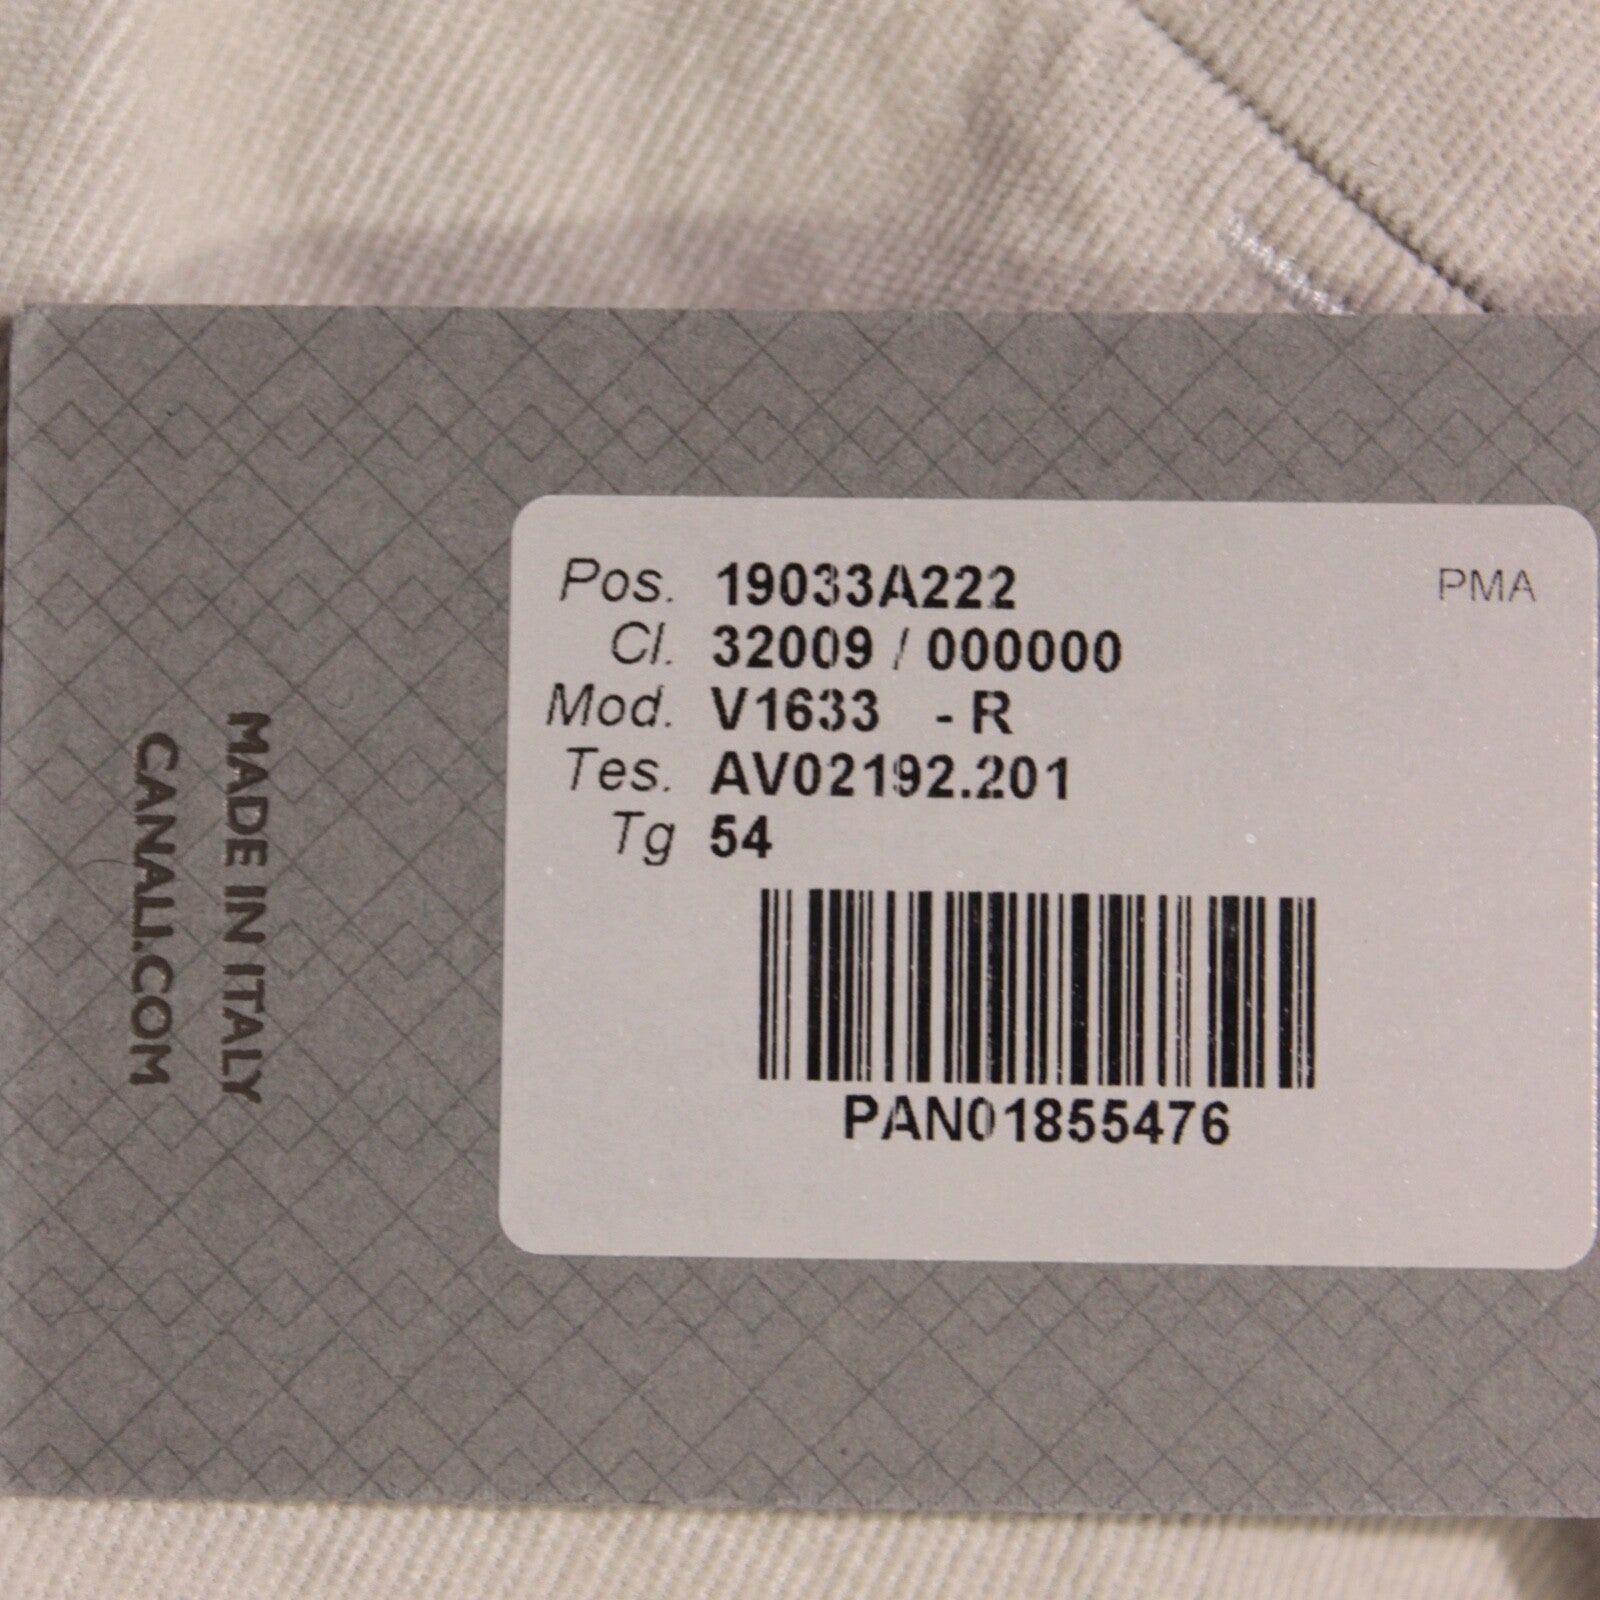 Pos. 19033A222
PMA
Cl. 32009 / 000000
Mod. V1633 - R
Tes. AV02192.201
Tg 54
PAN01855476
MADE IN ITALY
CANALI.COM